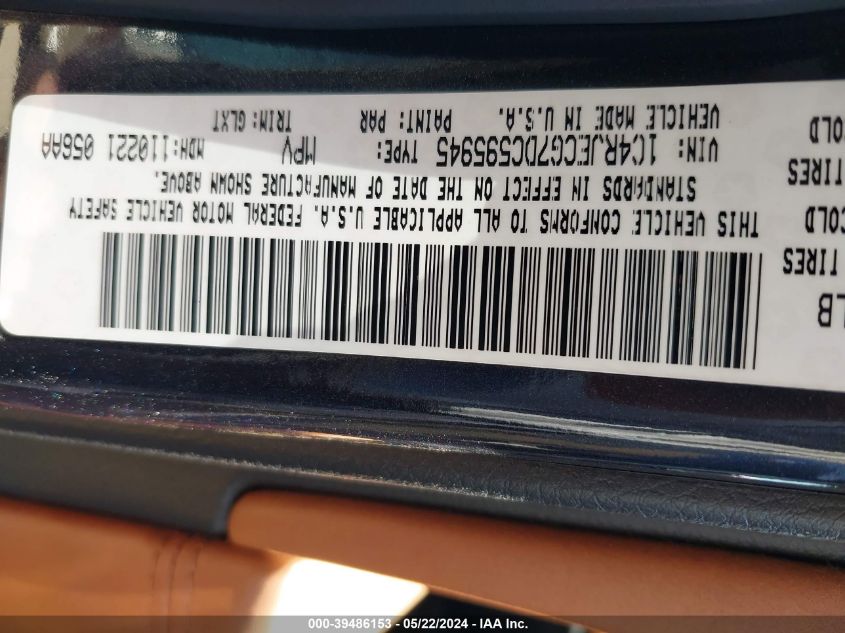 LB
TIRES
COLD
TIRES
COLD
THIS VEHICLE CONFORMS TO ALL APPLICABLE U.S.A. FEDERAL MOTOR VEHICLE SAFETY
STANDARDS IN EFFECT ON THE DATE OF MANUFACTURE SHOWN ABOVE.
VIN: 1C4RJECG7DC595945 TYPE: MPV MDH:110221 056AA
VEHICLE MADE IN U.S.A. PAINT: PAR TRIM: GLXT
000-39486153 - 05/22/2024 - IAA Inc.